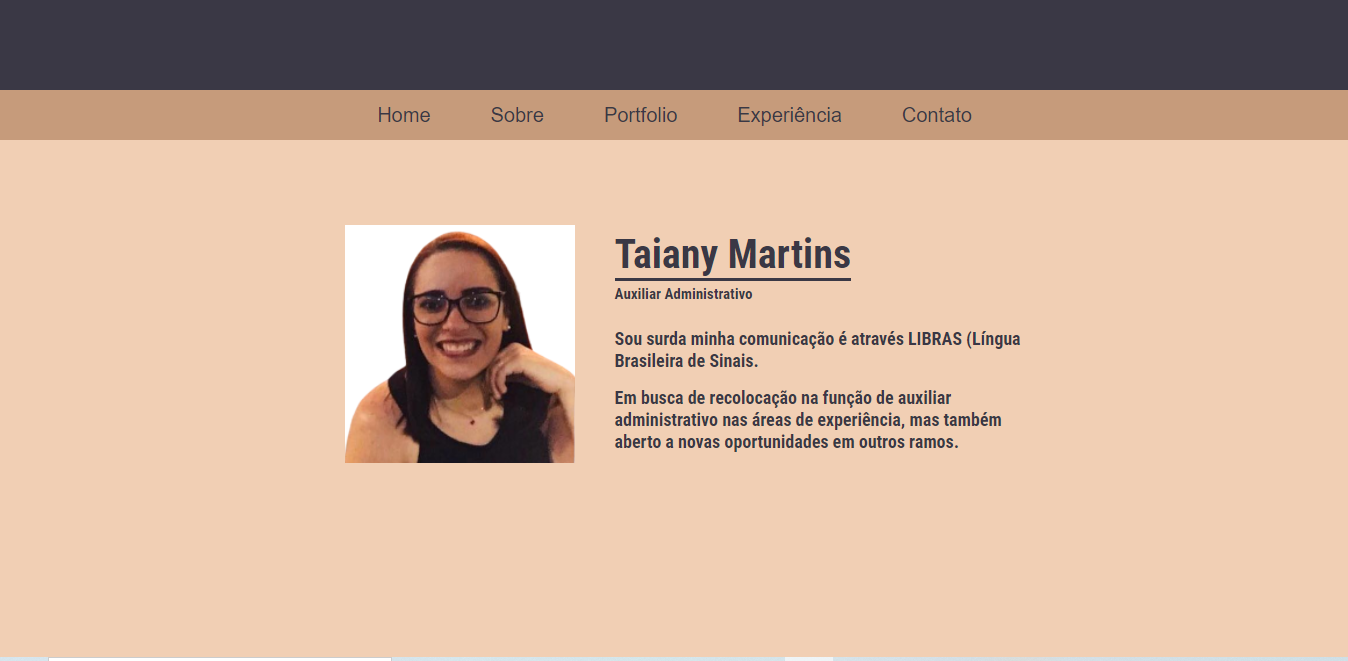 Home Sobre Portfolio Experiência Contato
Taiany Martins
Auxiliar Administrativo
Sou surda minha comunicação é através LIBRAS (Língua
Brasileira de Sinais.
Em busca de recolocação na função de auxiliar
administrativo nas áreas de experiência, mas também
aberto a novas oportunidades em outros ramos.